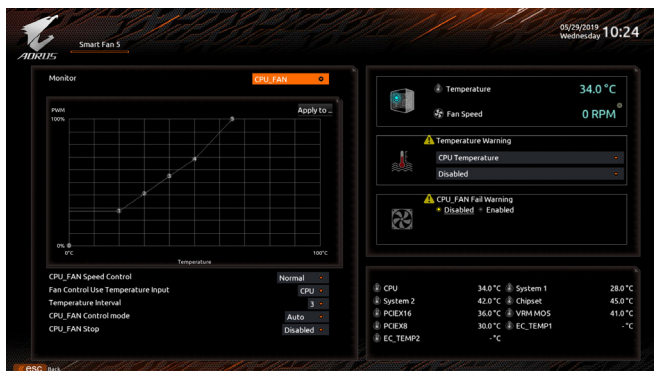 05/29/2019
Wednesday 10:24
Smart Fan 5
AORUS
Monitor CPU_FAN
PWM
100%
Apply to ...
0%
0°C
100°C
Temperature
CPU_FAN Speed Control Normal
Fan Control Use Temperature Input CPU
Temperature Interval 3
CPU_FAN Control mode Auto
CPU_FAN Stop Disabled
Temperature 34.0 °C
Fan Speed 0 RPM
Temperature Warning
CPU Temperature
Disabled
CPU_FAN Fail Warning
Disabled Enabled
CPU 34.0°C System 1 28.0°C
System 2 42.0°C Chipset 45.0°C
PCIEX16 36.0°C VRM MOS 41.0°C
PCIEX8 30.0°C EC_TEMP1 -°C
EC_TEMP2 -°C
esc Back